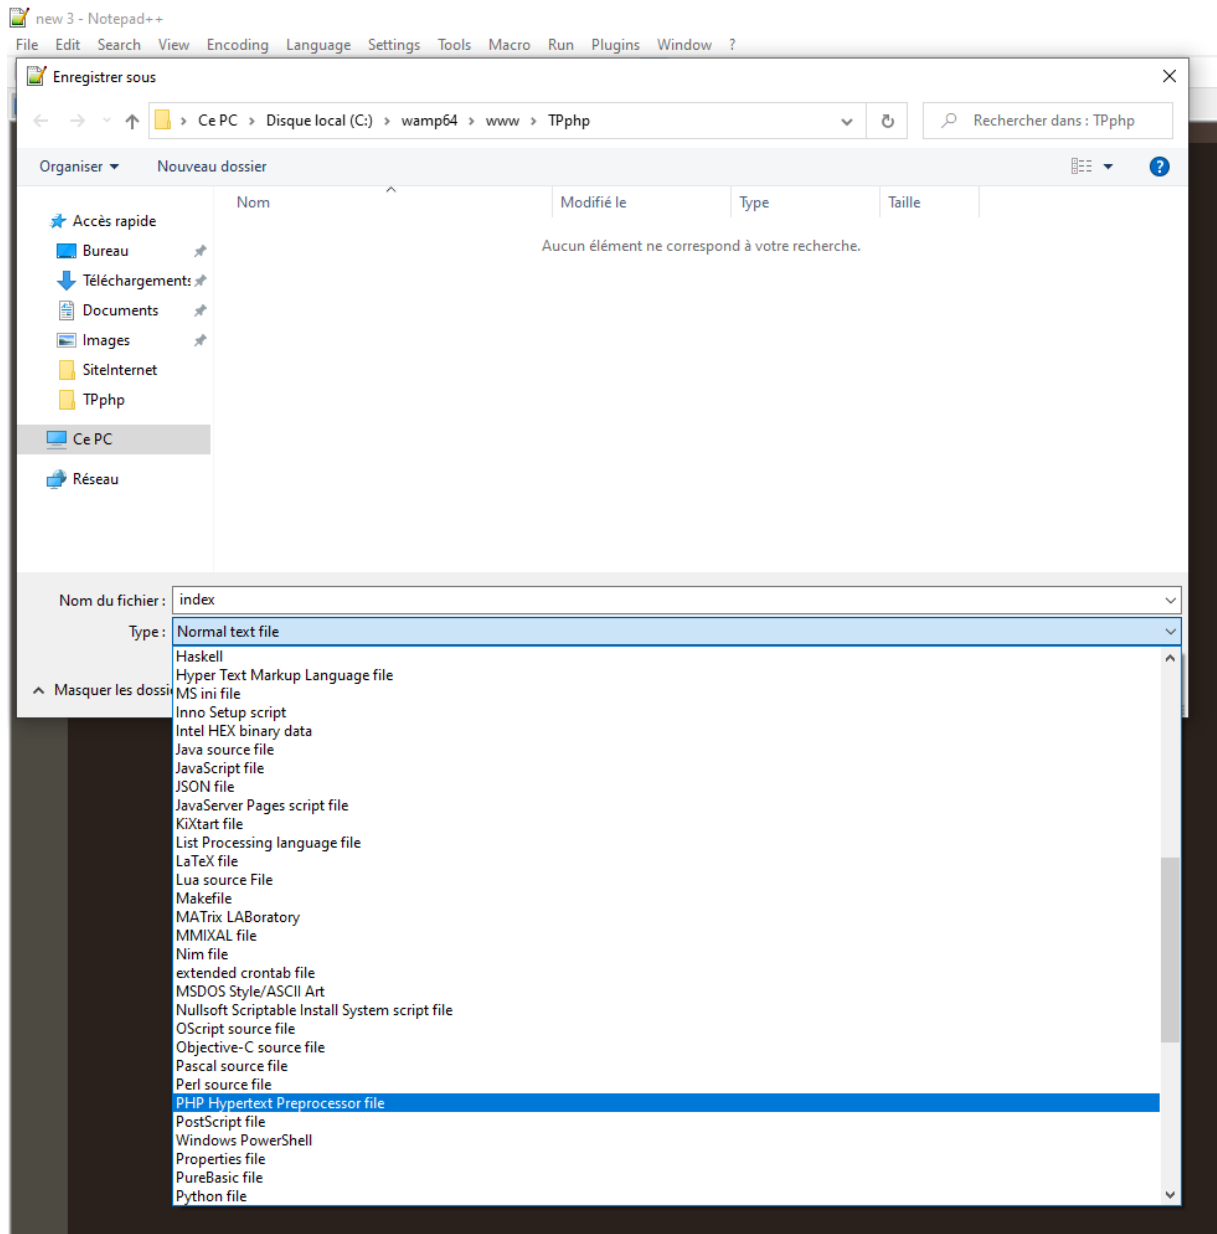 new 3 - Notepad++
File Edit Search View Encoding Language Settings Tools Macro Run Plugins Window ?
Enregistrer sous
Ce PC > Disque local (C:) > wamp64 > www > TPphp
Rechercher dans : TPphp
Organiser
Nouveau dossier
Nom Modifié le Type Taille
Aucun élément ne correspond à votre recherche.
Accès rapide
Bureau
Téléchargements
Documents
Images
SiteInternet
TPphp
Ce PC
Réseau
Nom du fichier : index
Type : Normal text file
Masquer les dossi
Haskell
Hyper Text Markup Language file
MS ini file
Inno Setup script
Intel HEX binary data
Java source file
JavaScript file
JSON file
JavaServer Pages script file
KiXtart file
List Processing language file
LaTeX file
Lua source File
Makefile
MATrix LABoratory
MMIXAL file
Nim file
extended crontab file
MSDOS Style/ASCII Art
Nullsoft Scriptable Install System script file
OScript source file
Objective-C source file
Pascal source file
Perl source file
PHP Hypertext Preprocessor file
PostScript file
Windows PowerShell
Properties file
PureBasic file
Python file